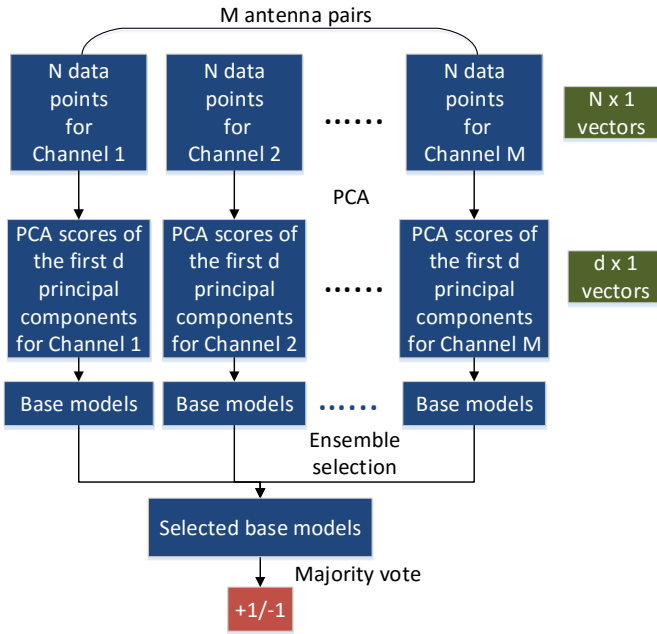 M antenna pairs
N data
points
for
Channel 1
N data
points
for
Channel 2
......
N data
points
for
Channel M
N x 1
vectors
PCA
PCA scores of
the first d
principal
components
for Channel 1
PCA scores of
the first d
principal
components
for Channel 2
......
PCA scores of
the first d
principal
components
for Channel M
d x 1
vectors
Base models
Base models
......
Base models
Ensemble
selection
Selected base models
Majority vote
+1/-1